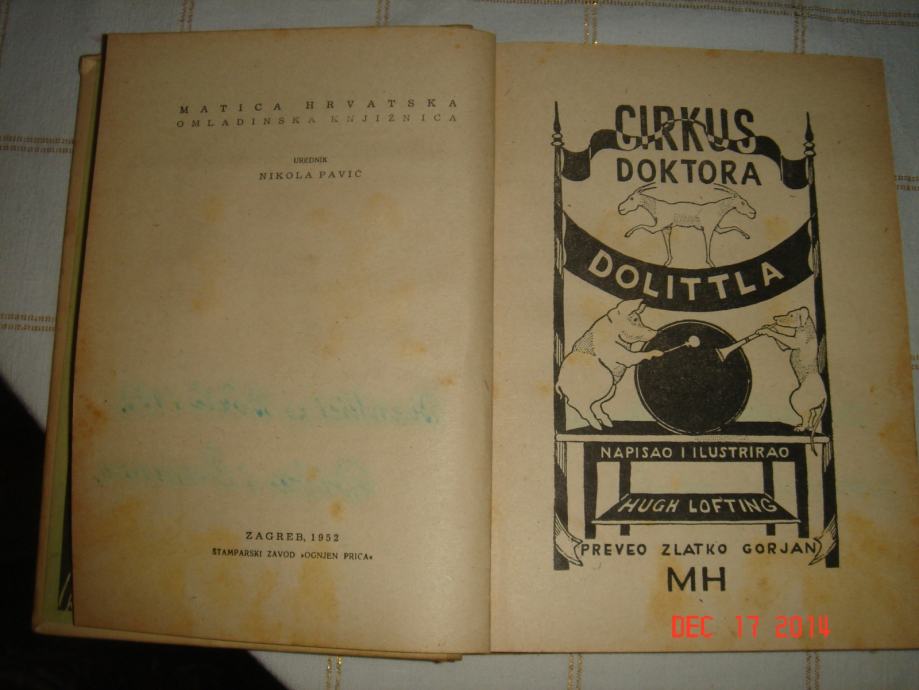 MATICA HRVATSKA
OMLADINSKA KNJIŽNICA
UREDNIK
NIKOLA PAVIĆ
ZAGREB, 1952
ŠTAMPARSKI ZAVOD »OGNJEN PRICA«
CIRKUS
DOKTORA
DOLITTLA
NAPISAO I ILUSTRIRAO
HUGH LOFTING
PREVEO ZLATKO GORJAN
MH
DEC 17 2014